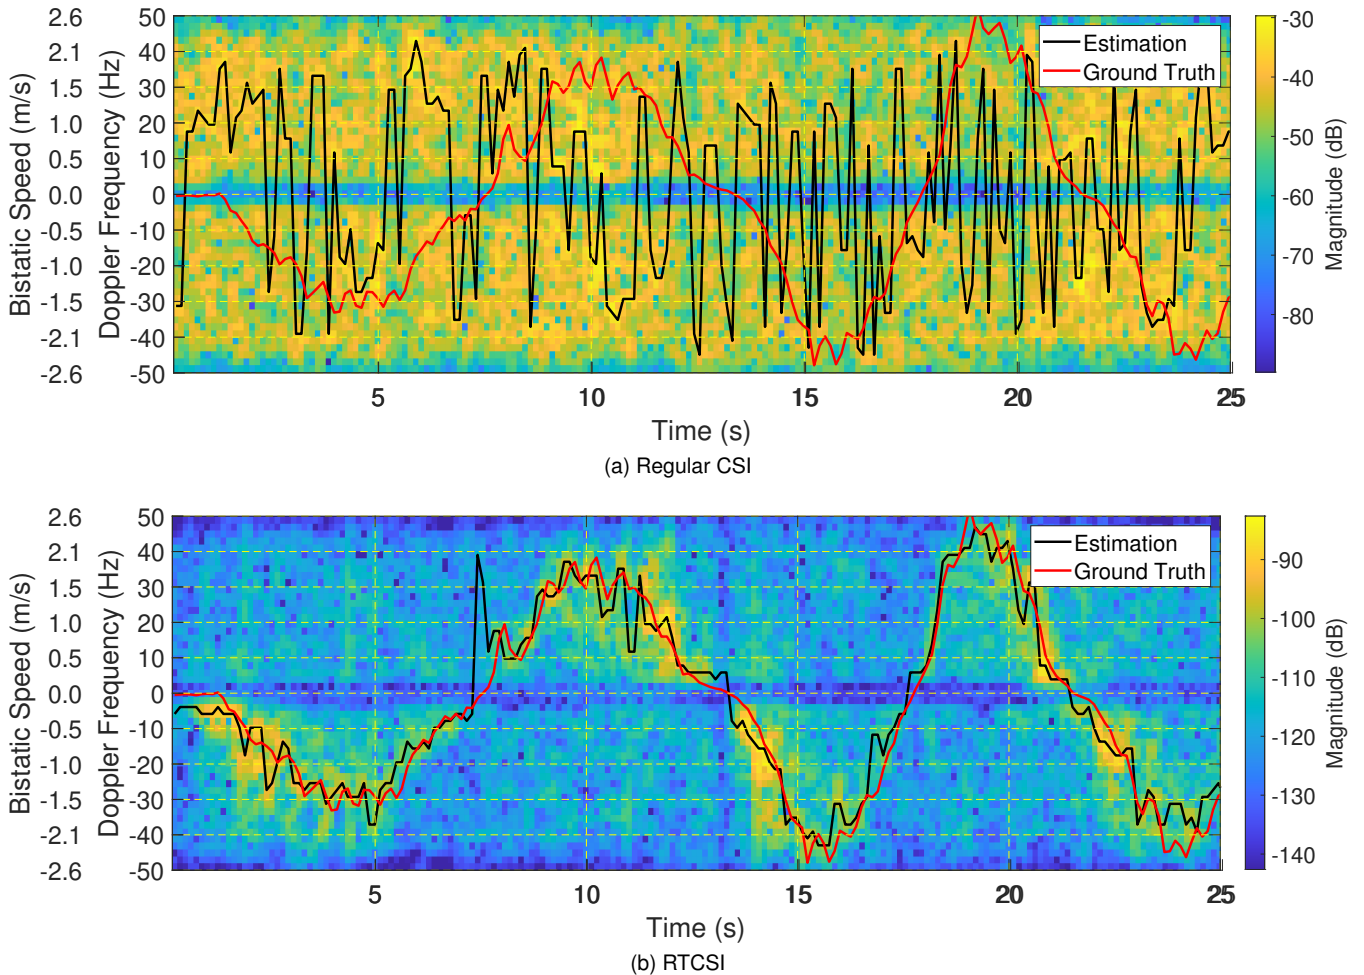 2.6 50
2.1 40
1.5 30
1.0 20
0.5 10
0.0 0
-0.5 -10
-1.0 -20
-1.5 -30
-2.1 -40
-2.6 -50
Bistatic Speed (m/s)
Doppler Frequency (Hz)
Estimation
Ground Truth
5 10 15 20 25
Time (s)
-30
-40
-50
-60
-70
-80
Magnitude (dB)
(a) Regular CSI
2.6 50
2.1 40
1.5 30
1.0 20
0.5 10
0.0 0
-0.5 -10
-1.0 -20
-1.5 -30
-2.1 -40
-2.6 -50
Bistatic Speed (m/s)
Doppler Frequency (Hz)
Estimation
Ground Truth
5 10 15 20 25
Time (s)
-90
-100
-110
-120
-130
-140
Magnitude (dB)
(b) RTCSI